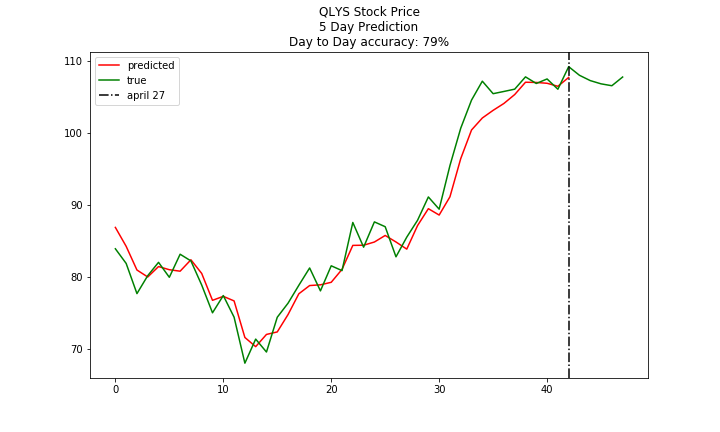 QLYS Stock Price
5 Day Prediction
Day to Day accuracy: 79%
predicted
true
april 27
110
100
90
80
70
0
10
20
30
40